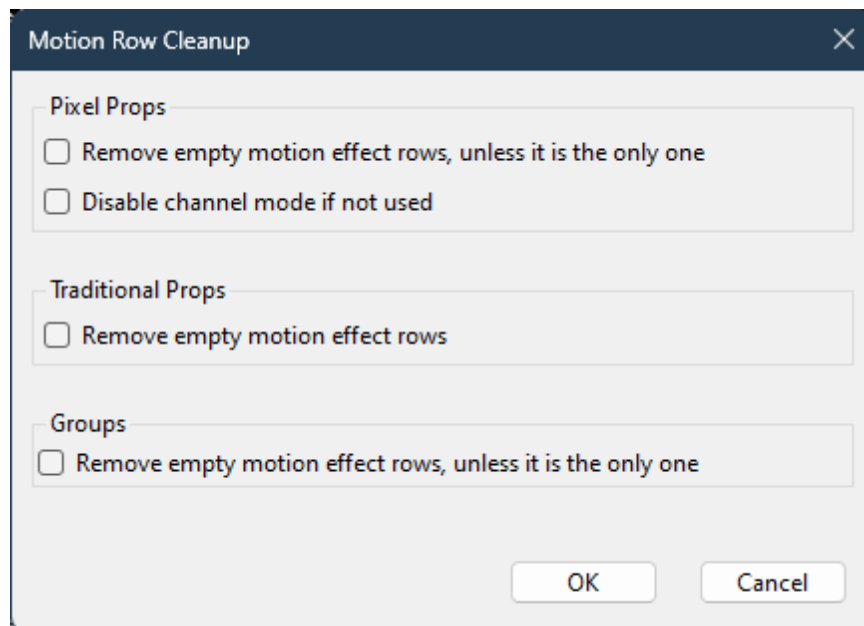 Motion Row Cleanup
Pixel Props
Remove empty motion effect rows, unless it is the only one
Disable channel mode if not used
Traditional Props
Remove empty motion effect rows
Groups
Remove empty motion effect rows, unless it is the only one
OK
Cancel